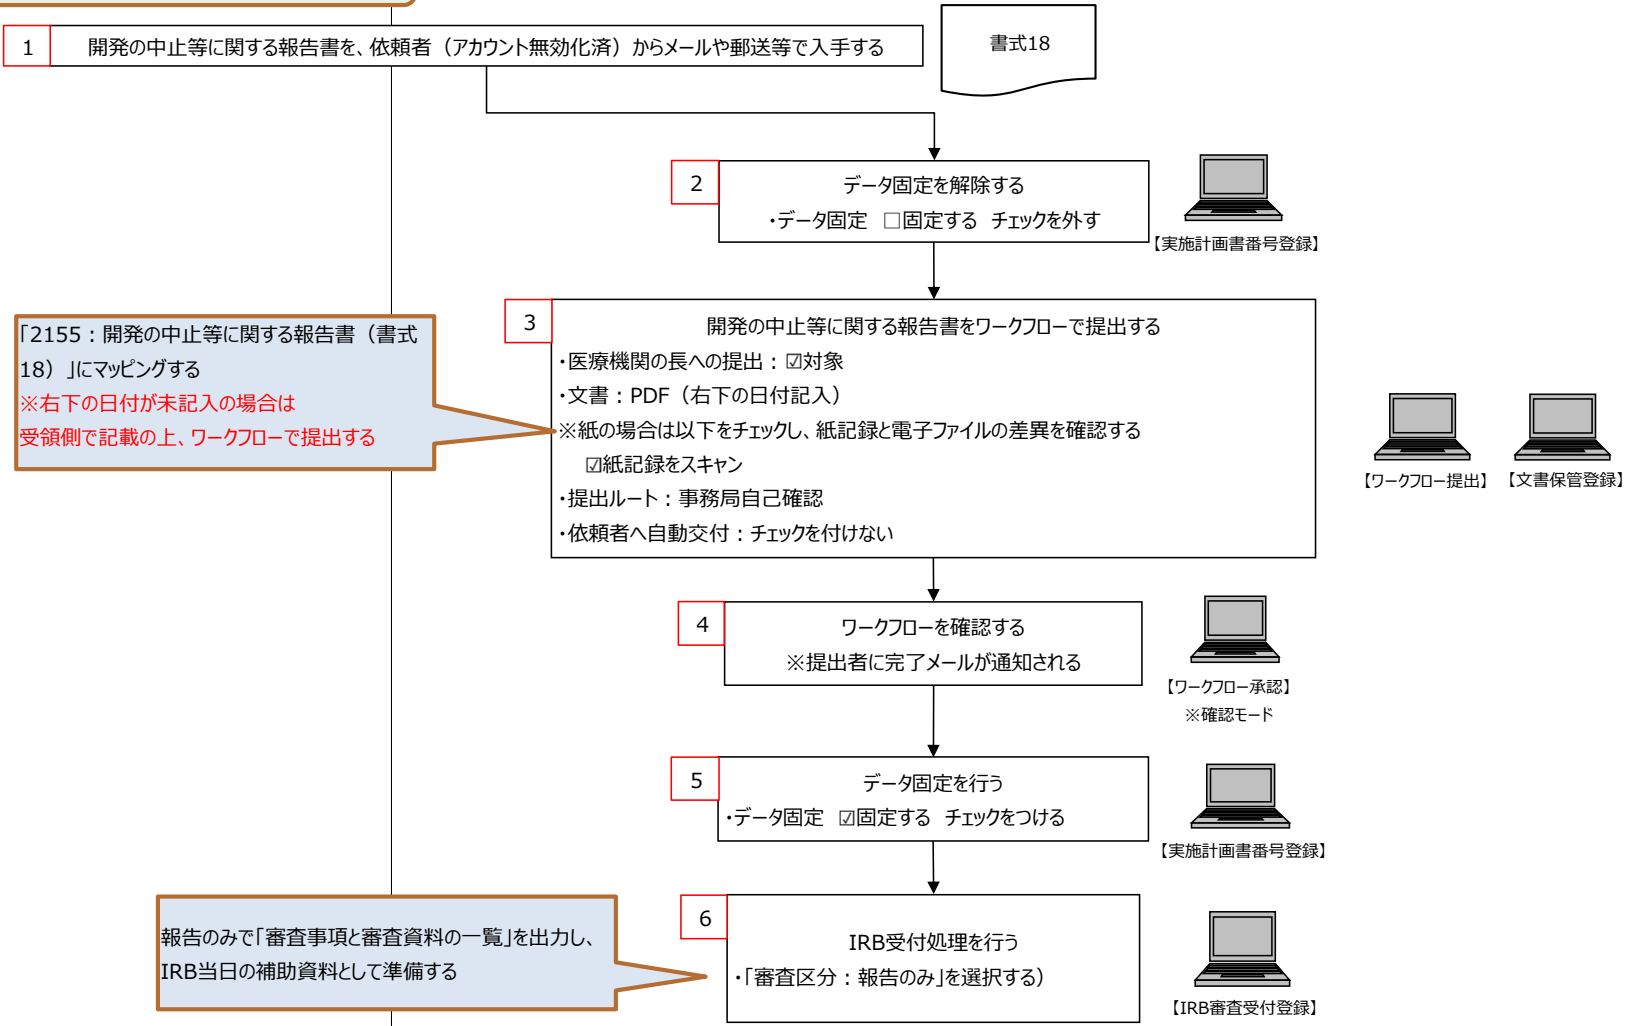 1
開発の中止等に関する報告書を、依頼者（アカウント無効化済）からメールや郵送等で入手する
書式18
2
データ固定を解除する
・データ固定　□固定する　チェックを外す
【実施計画書番号登録】
「2155：開発の中止等に関する報告書（書式
18）」にマッピングする
※右下の日付が未記入の場合は
受領側で記載の上、ワークフローで提出する
3
開発の中止等に関する報告書をワークフローで提出する
・医療機関の長への提出：☑対象
・文書：PDF（右下の日付記入）
※紙の場合は以下をチェックし、紙記録と電子ファイルの差異を確認する
☑紙記録をスキャン
・提出ルート：事務局自己確認
・依頼者へ自動交付：チェックを付けない
【ワークフロー提出】
【文書保管登録】
4
ワークフローを確認する
※提出者に完了メールが通知される
【ワークフロー承認】
※確認モード
5
データ固定を行う
・データ固定　☑固定する　チェックをつける
【実施計画書番号登録】
報告のみで「審査事項と審査資料の一覧」を出力し、
IRB当日の補助資料として準備する
6
IRB受付処理を行う
・「審査区分：報告のみ」を選択する）
【IRB審査受付登録】